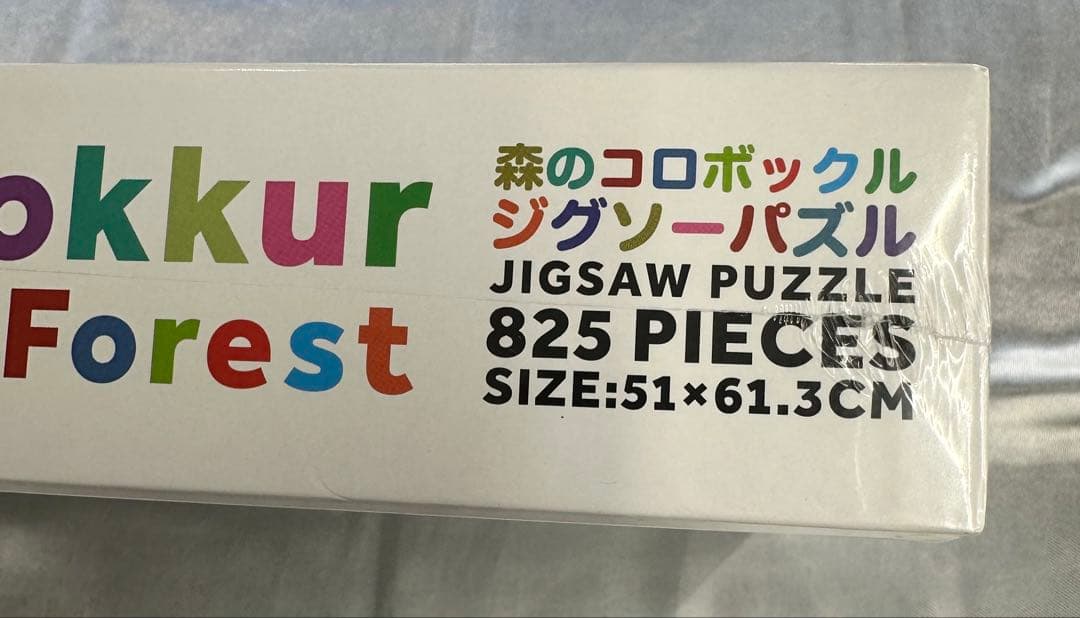 okkur
Forest
森のコロボックル
ジグソーパズル
JIGSAW PUZZLE
825 PIECES
SIZE:51×61.3CM